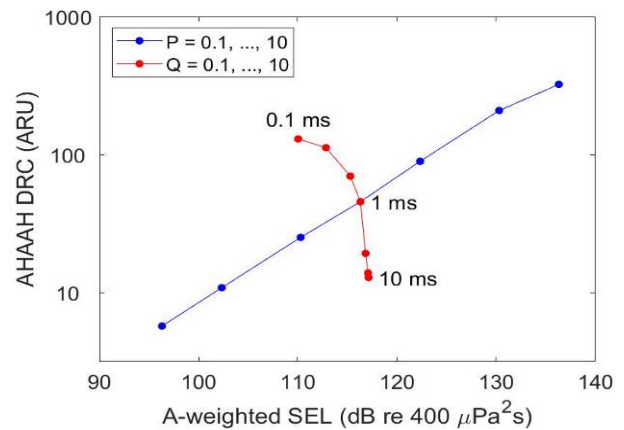 1000
P = 0.1, ..., 10
Q = 0.1, ..., 10
0.1 ms
100
1 ms
10 ms
10
AHAAH DRC (ARU)
90 100 110 120 130 140
A-weighted SEL (dB re 400 μPa²s)